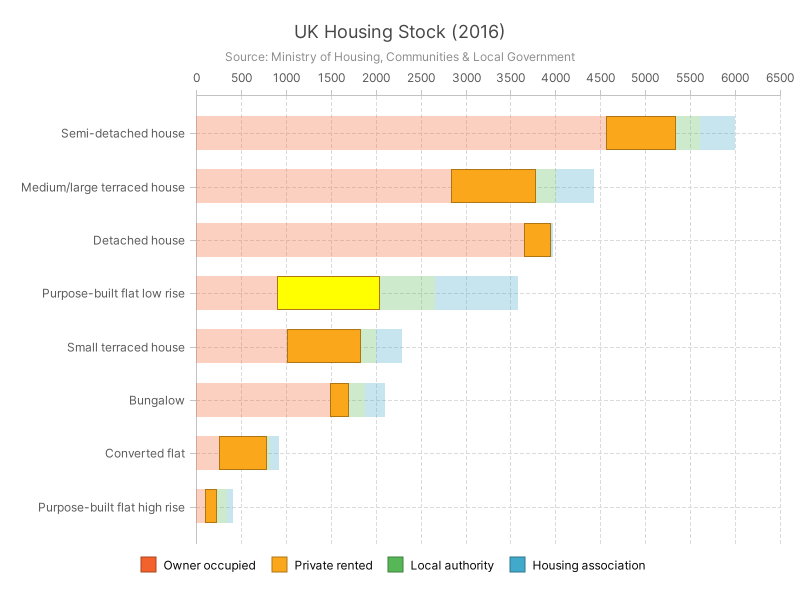 UK Housing Stock (2016)
Source: Ministry of Housing, Communities & Local Government
0 500 1000 1500 2000 2500 3000 3500 4000 4500 5000 5500 6000 6500
Semi-detached house
Medium/large terraced house
Detached house
Purpose-built flat low rise
Small terraced house
Bungalow
Converted flat
Purpose-built flat high rise
Owner occupied Private rented Local authority Housing association